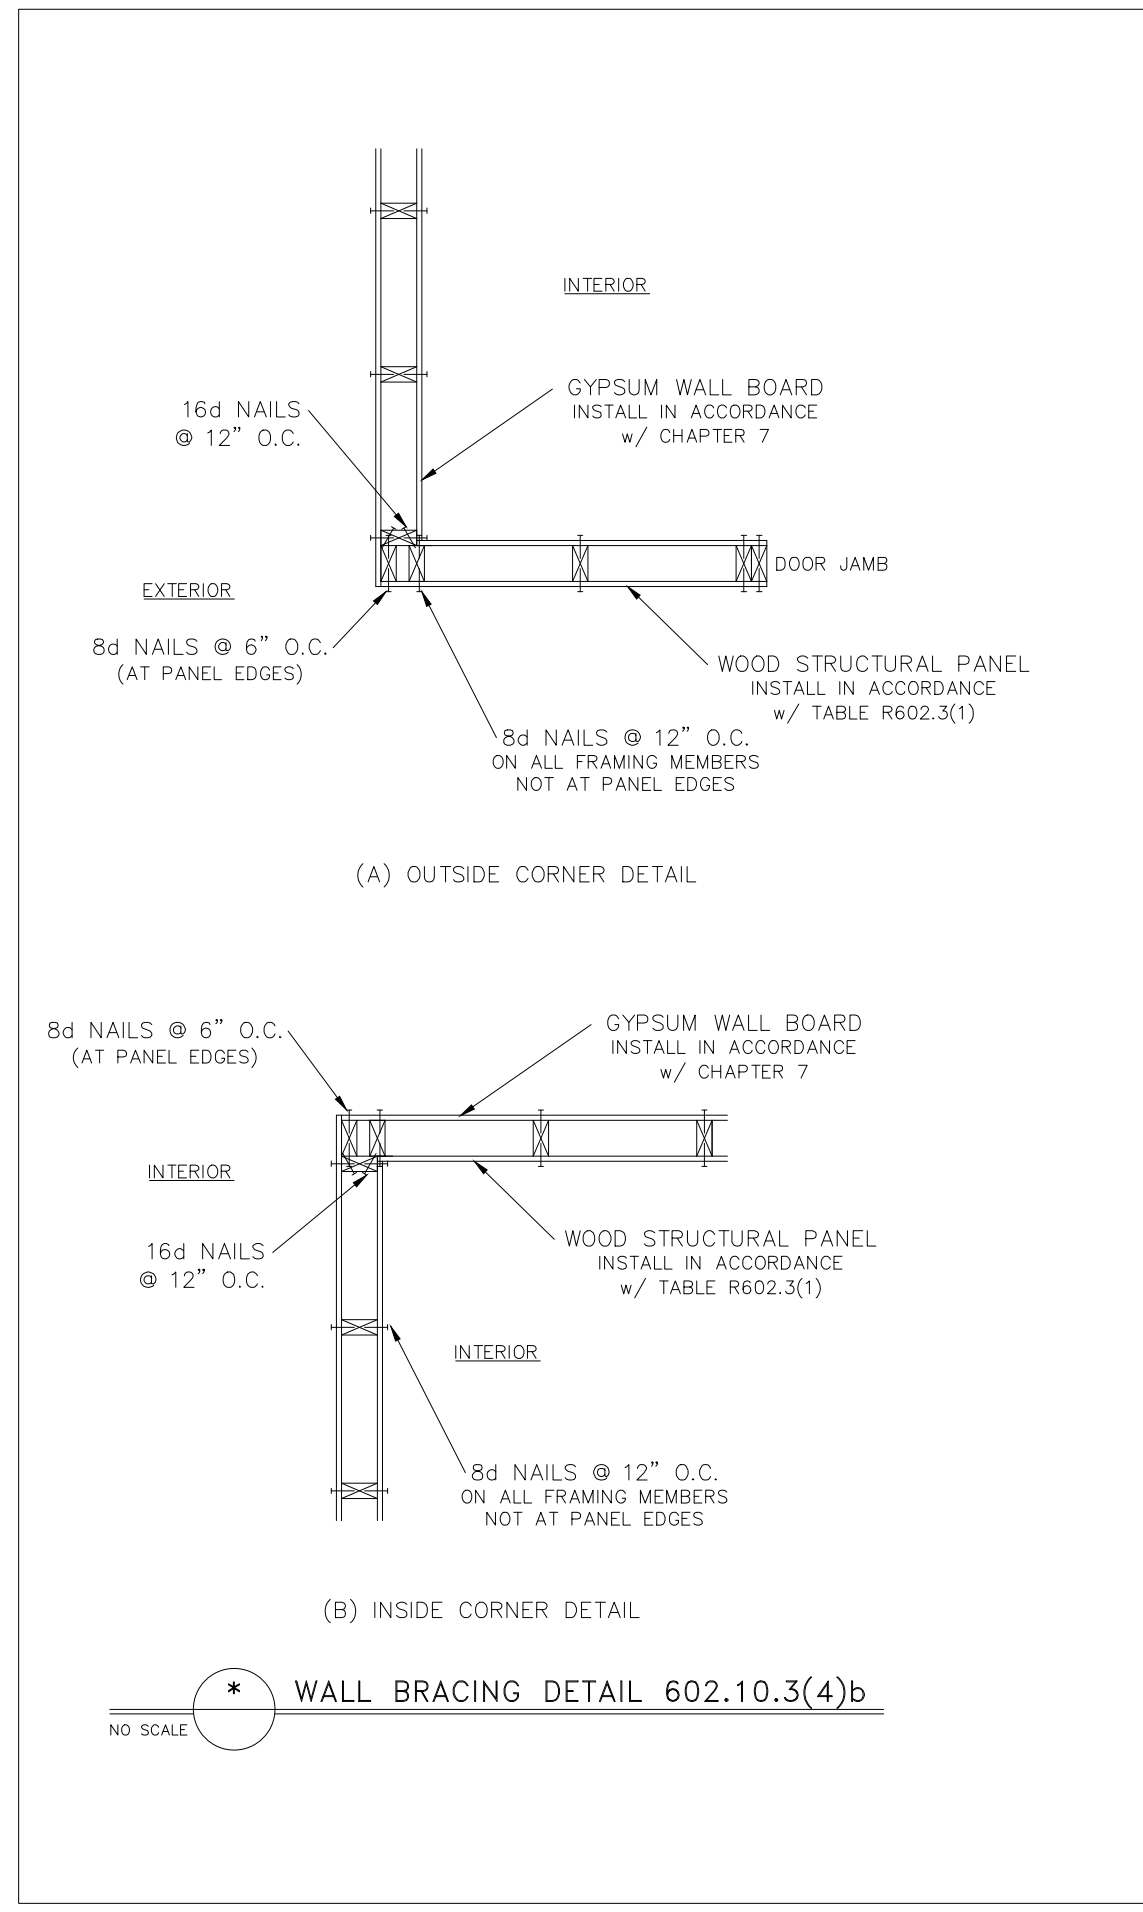 INTERIOR
GYPSUM WALL BOARD
INSTALL IN ACCORDANCE
w/ CHAPTER 7
16d NAILS
@ 12" O.C.
DOOR JAMB
EXTERIOR
8d NAILS @ 6" O.C.
(AT PANEL EDGES)
WOOD STRUCTURAL PANEL
INSTALL IN ACCORDANCE
w/ TABLE R602.3(1)
8d NAILS @ 12" O.C.
ON ALL FRAMING MEMBERS
NOT AT PANEL EDGES
(A) OUTSIDE CORNER DETAIL
8d NAILS @ 6" O.C.
(AT PANEL EDGES)
GYPSUM WALL BOARD
INSTALL IN ACCORDANCE
w/ CHAPTER 7
INTERIOR
16d NAILS
@ 12" O.C.
WOOD STRUCTURAL PANEL
INSTALL IN ACCORDANCE
w/ TABLE R602.3(1)
INTERIOR
8d NAILS @ 12" O.C.
ON ALL FRAMING MEMBERS
NOT AT PANEL EDGES
(B) INSIDE CORNER DETAIL
* WALL BRACING DETAIL 602.10.3(4)b
NO SCALE